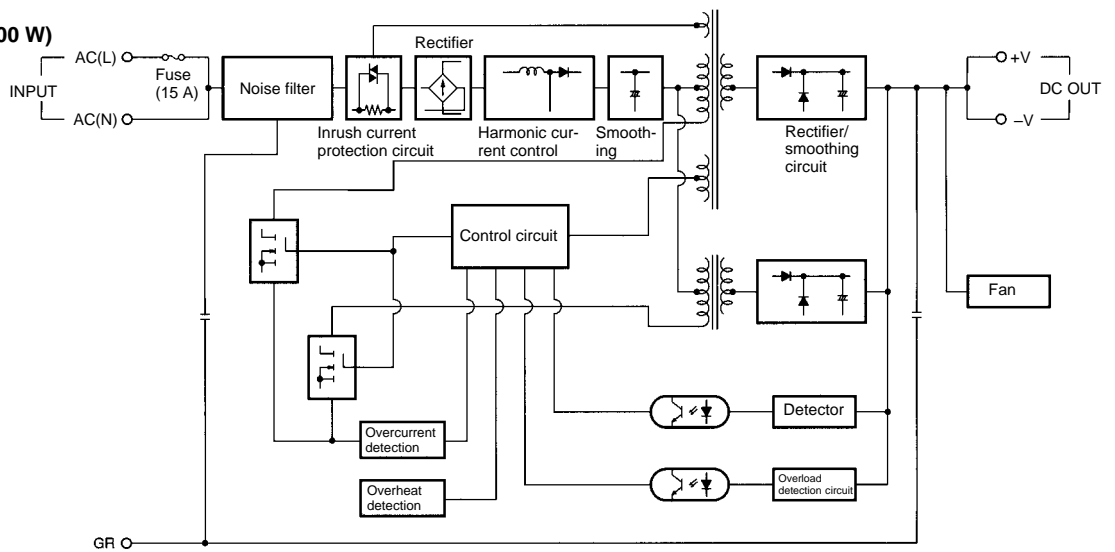 00 W)
AC(L)
Fuse
(15 A)
INPUT
AC(N)
Noise filter
Inrush current
protection circuit
Rectifier
Harmonic cur-
rent control
Smooth-
ing
Rectifier/
smoothing
circuit
+V
DC OUT
–V
Control circuit
Fan
Detector
Overcurrent
detection
Overload
detection circuit
Overheat
detection
GR